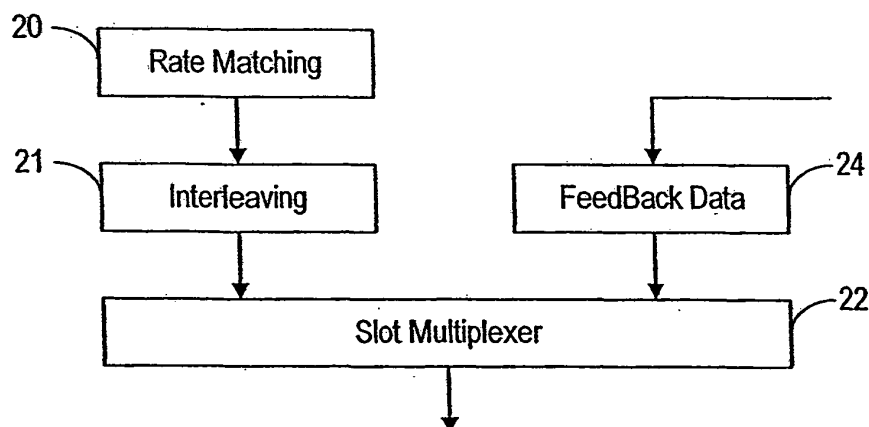 20
Rate Matching
21
Interleaving
FeedBack Data
24
Slot Multiplexer
22